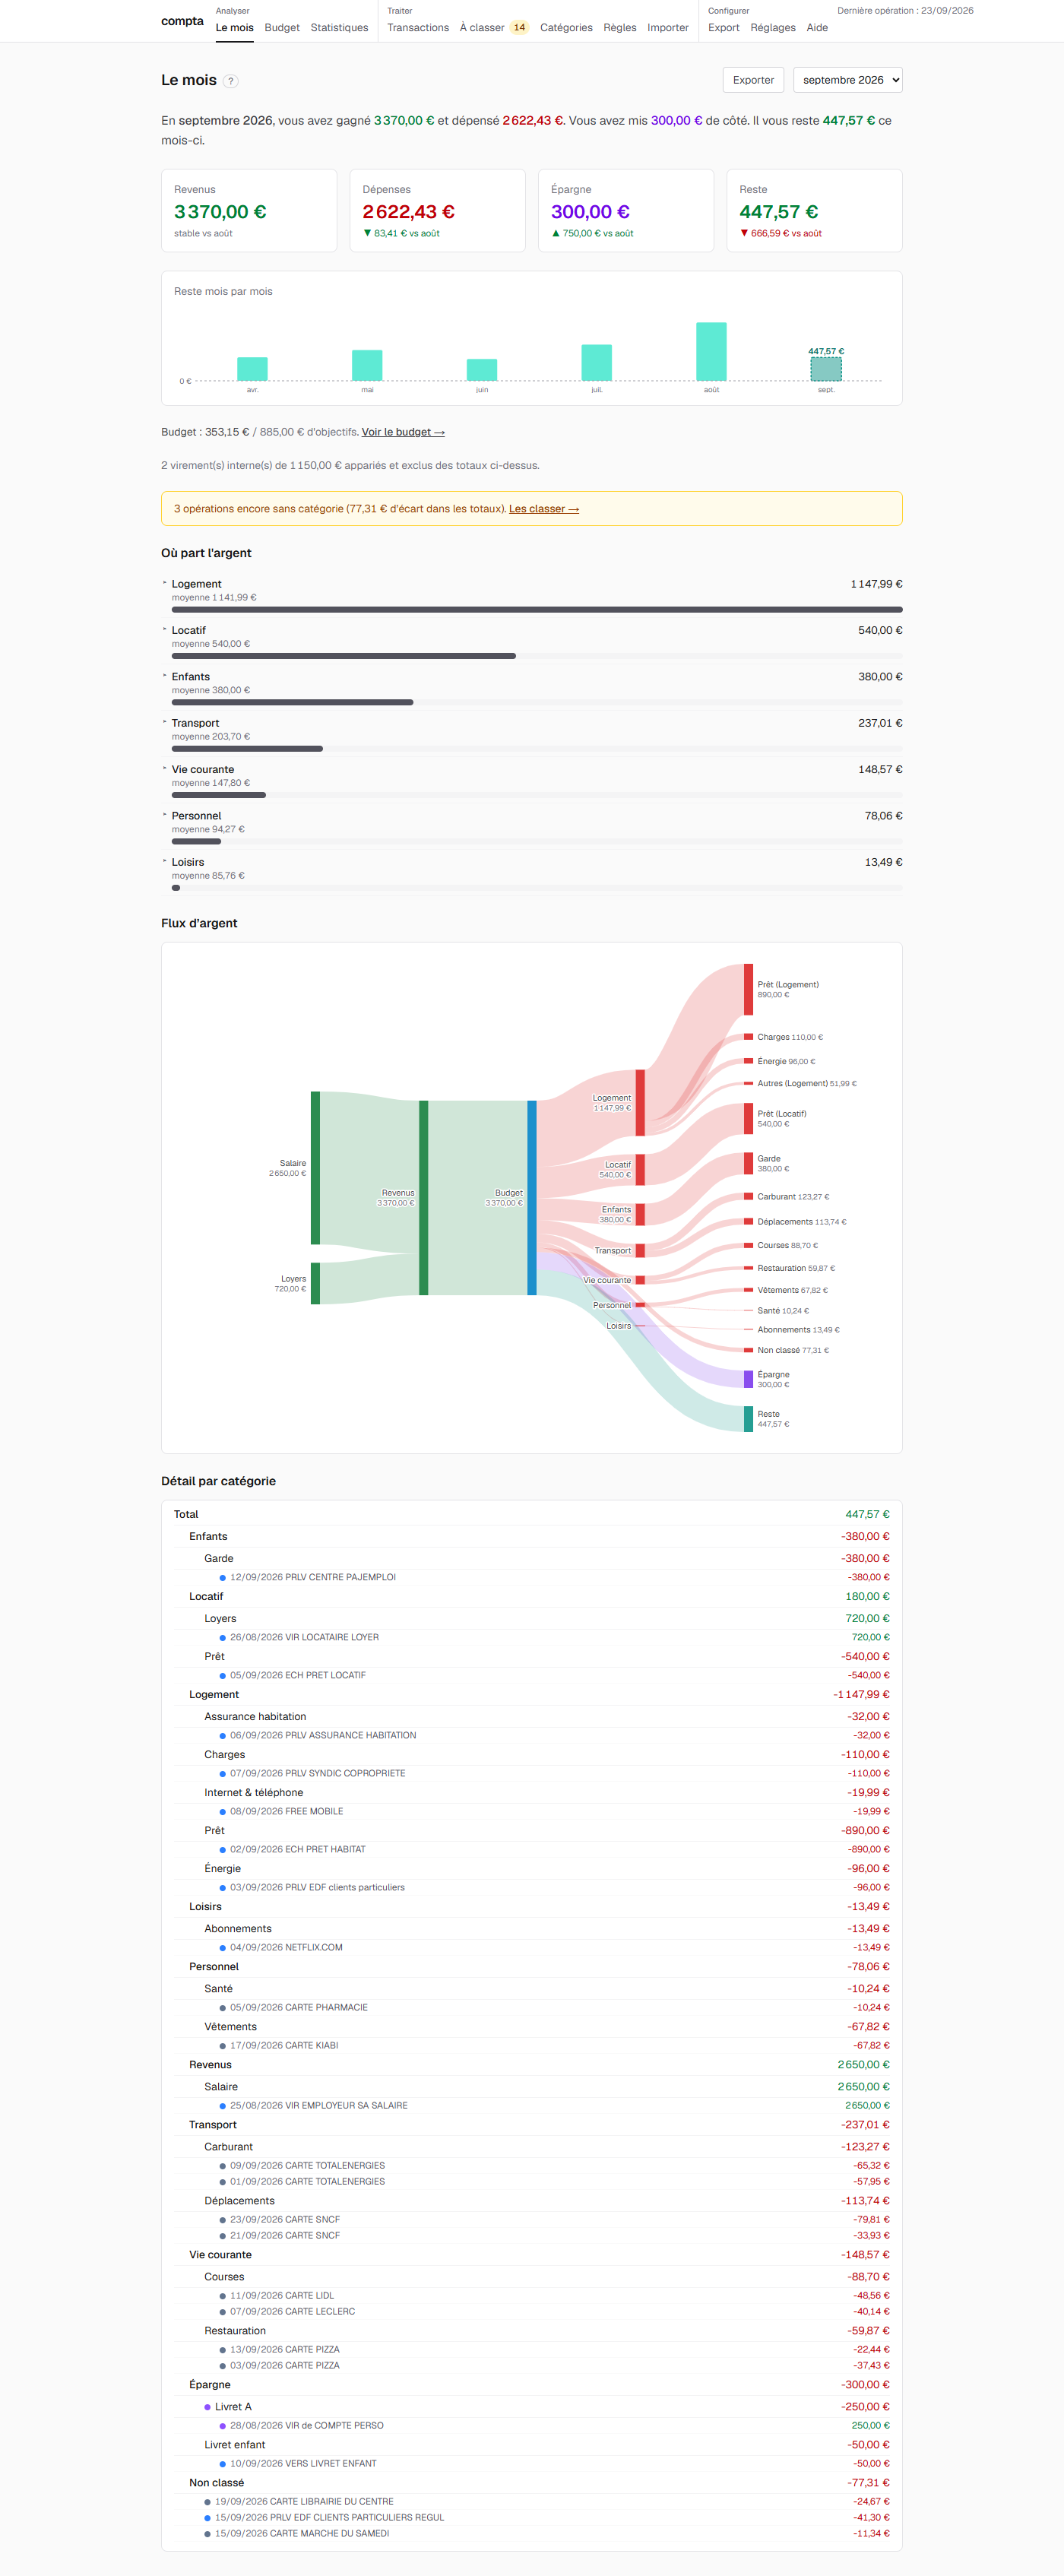 compta
Analyser
Le mois Budget Statistiques
Traiter
Transactions À classer 14 Catégories Règles Importer
Configurer
Export Réglages Aide
Dernière opération : 23/09/2026
Le mois ?
Exporter
septembre 2026
En septembre 2026, vous avez gagné 3 370,00 € et dépensé 2 622,43 €. Vous avez mis 300,00 € de côté. Il vous reste 447,57 € ce
mois-ci.
Revenus
3 370,00 €
stable vs août
Dépenses
2 622,43 €
▼ 83,41 € vs août
Épargne
300,00 €
▲ 750,00 € vs août
Reste
447,57 €
▼ 666,59 € vs août
Reste mois par mois
447,57 €
0 €
avr. mai juin juil. août sept.
Budget : 353,15 € / 885,00 € d'objectifs. Voir le budget →
2 virement(s) interne(s) de 1 150,00 € appariés et exclus des totaux ci-dessus.
3 opérations encore sans catégorie (77,31 € d'écart dans les totaux). Les classer →
Où part l'argent
Logement 1 147,99 €
moyenne 1 141,99 €
Locatif 540,00 €
moyenne 540,00 €
Enfants 380,00 €
moyenne 380,00 €
Transport 237,01 €
moyenne 203,70 €
Vie courante 148,57 €
moyenne 147,80 €
Personnel 78,06 €
moyenne 94,27 €
Loisirs 13,49 €
moyenne 85,76 €
Flux d'argent
Salaire
2 650,00 €
Loyers
720,00 €
Revenus
3 370,00 €
Budget
3 370,00 €
Logement
1 147,99 €
Locatif
540,00 €
Enfants
380,00 €
Transport
Vie courante
Personnel
Loisirs
Prêt (Logement)
890,00 €
Charges 110,00 €
Énergie 96,00 €
Autres (Logement) 51,99 €
Prêt (Locatif)
540,00 €
Garde
380,00 €
Carburant 123,27 €
Déplacements 113,74 €
Courses 88,70 €
Restauration 59,87 €
Vêtements 67,82 €
Santé 10,24 €
Abonnements 13,49 €
Non classé 77,31 €
Épargne
300,00 €
Reste
447,57 €
Détail par catégorie
Total 447,57 €
Enfants -380,00 €
Garde -380,00 €
12/09/2026 PRLV CENTRE PAJEMPLOI -380,00 €
Locatif 180,00 €
Loyers 720,00 €
26/08/2026 VIR LOCATAIRE LOYER 720,00 €
Prêt -540,00 €
05/09/2026 ECH PRET LOCATIF -540,00 €
Logement -1 147,99 €
Assurance habitation -32,00 €
06/09/2026 PRLV ASSURANCE HABITATION -32,00 €
Charges -110,00 €
07/09/2026 PRLV SYNDIC COPROPRIETE -110,00 €
Internet & téléphone -19,99 €
08/09/2026 FREE MOBILE -19,99 €
Prêt -890,00 €
02/09/2026 ECH PRET HABITAT -890,00 €
Énergie -96,00 €
03/09/2026 PRLV EDF clients particuliers -96,00 €
Loisirs -13,49 €
Abonnements -13,49 €
04/09/2026 NETFLIX.COM -13,49 €
Personnel -78,06 €
Santé -10,24 €
05/09/2026 CARTE PHARMACIE -10,24 €
Vêtements -67,82 €
17/09/2026 CARTE KIABI -67,82 €
Revenus 2 650,00 €
Salaire 2 650,00 €
25/08/2026 VIR EMPLOYEUR SA SALAIRE 2 650,00 €
Transport -237,01 €
Carburant -123,27 €
09/09/2026 CARTE TOTALENERGIES -65,32 €
01/09/2026 CARTE TOTALENERGIES -57,95 €
Déplacements -113,74 €
23/09/2026 CARTE SNCF -79,81 €
21/09/2026 CARTE SNCF -33,93 €
Vie courante -148,57 €
Courses -88,70 €
11/09/2026 CARTE LIDL -48,56 €
07/09/2026 CARTE LECLERC -40,14 €
Restauration -59,87 €
13/09/2026 CARTE PIZZA -22,44 €
03/09/2026 CARTE PIZZA -37,43 €
Épargne -300,00 €
Livret A -250,00 €
28/08/2026 VIR de COMPTE PERSO 250,00 €
Livret enfant -50,00 €
10/09/2026 VERS LIVRET ENFANT -50,00 €
Non classé -77,31 €
19/09/2026 CARTE LIBRAIRIE DU CENTRE -24,67 €
15/09/2026 PRLV EDF CLIENTS PARTICULIERS REGUL -41,30 €
15/09/2026 CARTE MARCHE DU SAMEDI -11,34 €